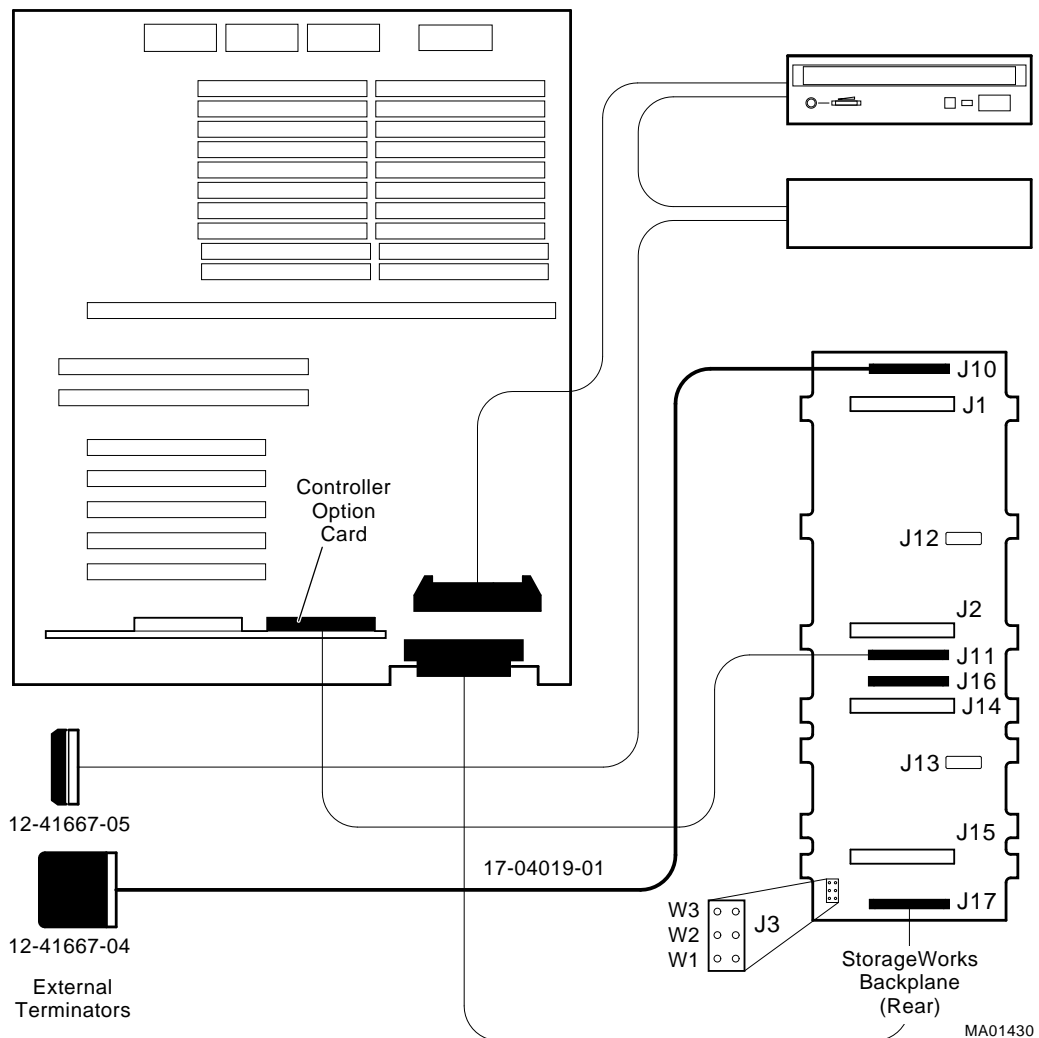 J10
J1
Controller
Option
Card
J12
J2
J11
J16
J14
J13
12-41667-05
J15
17-04019-01
J17
W3
J3
W2
12-41667-04
W1
StorageWorks
Backplane
(Rear)
External
Terminators
MA01430